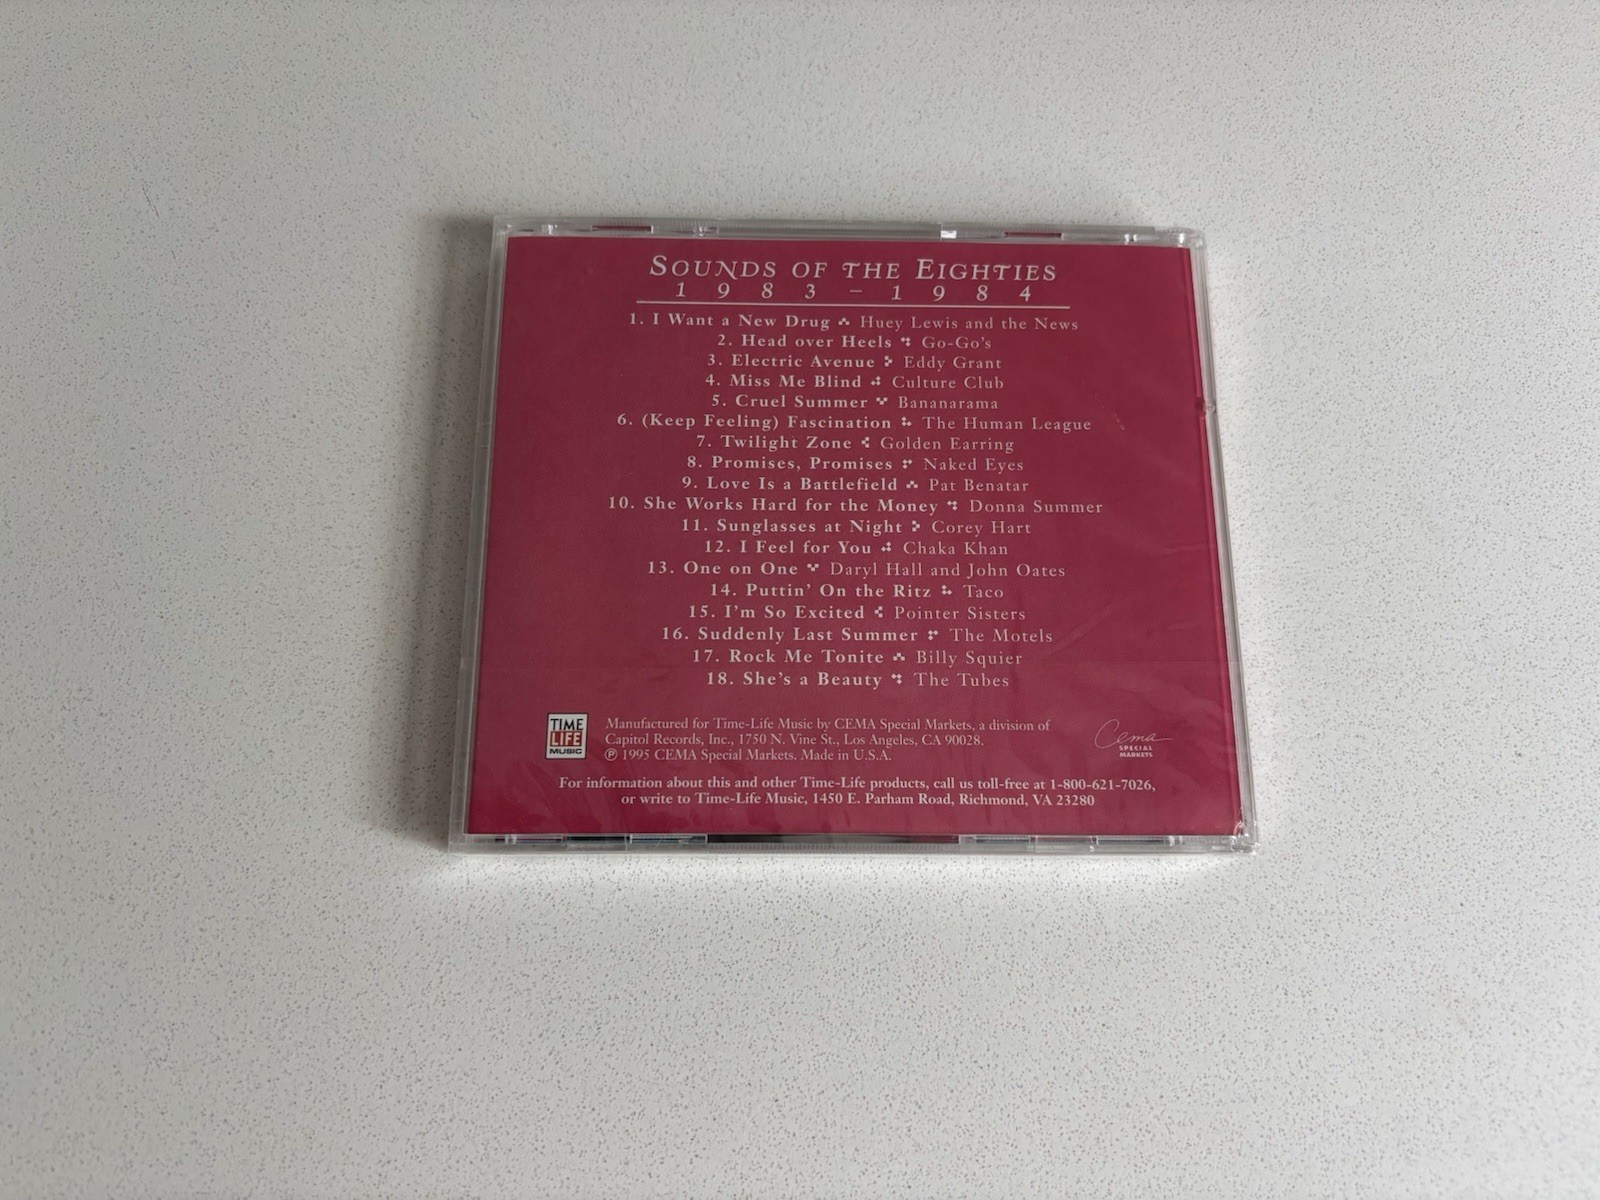 SOUNDS OF THE EIGHTIES
1983-1984
1. I Want a New Drug Huey Lewis and the News
2. Head over Heels Go-Go's
3. Electric Avenue Eddy Grant
4. Miss Me Blind Culture Club
5. Cruel Summer Bananarama
6. (Keep Feeling) Fascination The Human League
7. Twilight Zone Golden Earring
8. Promises, Promises Naked Eyes
9. Love Is a Battlefield Pat Benatar
10. She Works Hard for the Money Donna Summer
11. Sunglasses at Night Corey Hart
12. I Feel for You Chaka Khan
13. One on One Daryl Hall and John Oates
14. Puttin' On the Ritz Taco
15. I'm So Excited Pointer Sisters
16. Suddenly Last Summer The Motels
17. Rock Me Tonite Billy Squier
18. She's a Beauty The Tubes
TIME
LIFE
MUSIC
Manufactured for Time-Life Music by CEMA Special Markets, a division of
Capitol Records, Inc., 1750 N. Vine St., Los Angeles, CA 90028.
℗ 1995 CEMA Special Markets. Made in U.S.A.
Cema
SPECIAL
MARKETS
For information about this and other Time-Life products, call us toll-free at 1-800-621-7026,
or write to Time-Life Music, 1450 E. Parham Road, Richmond, VA 23280